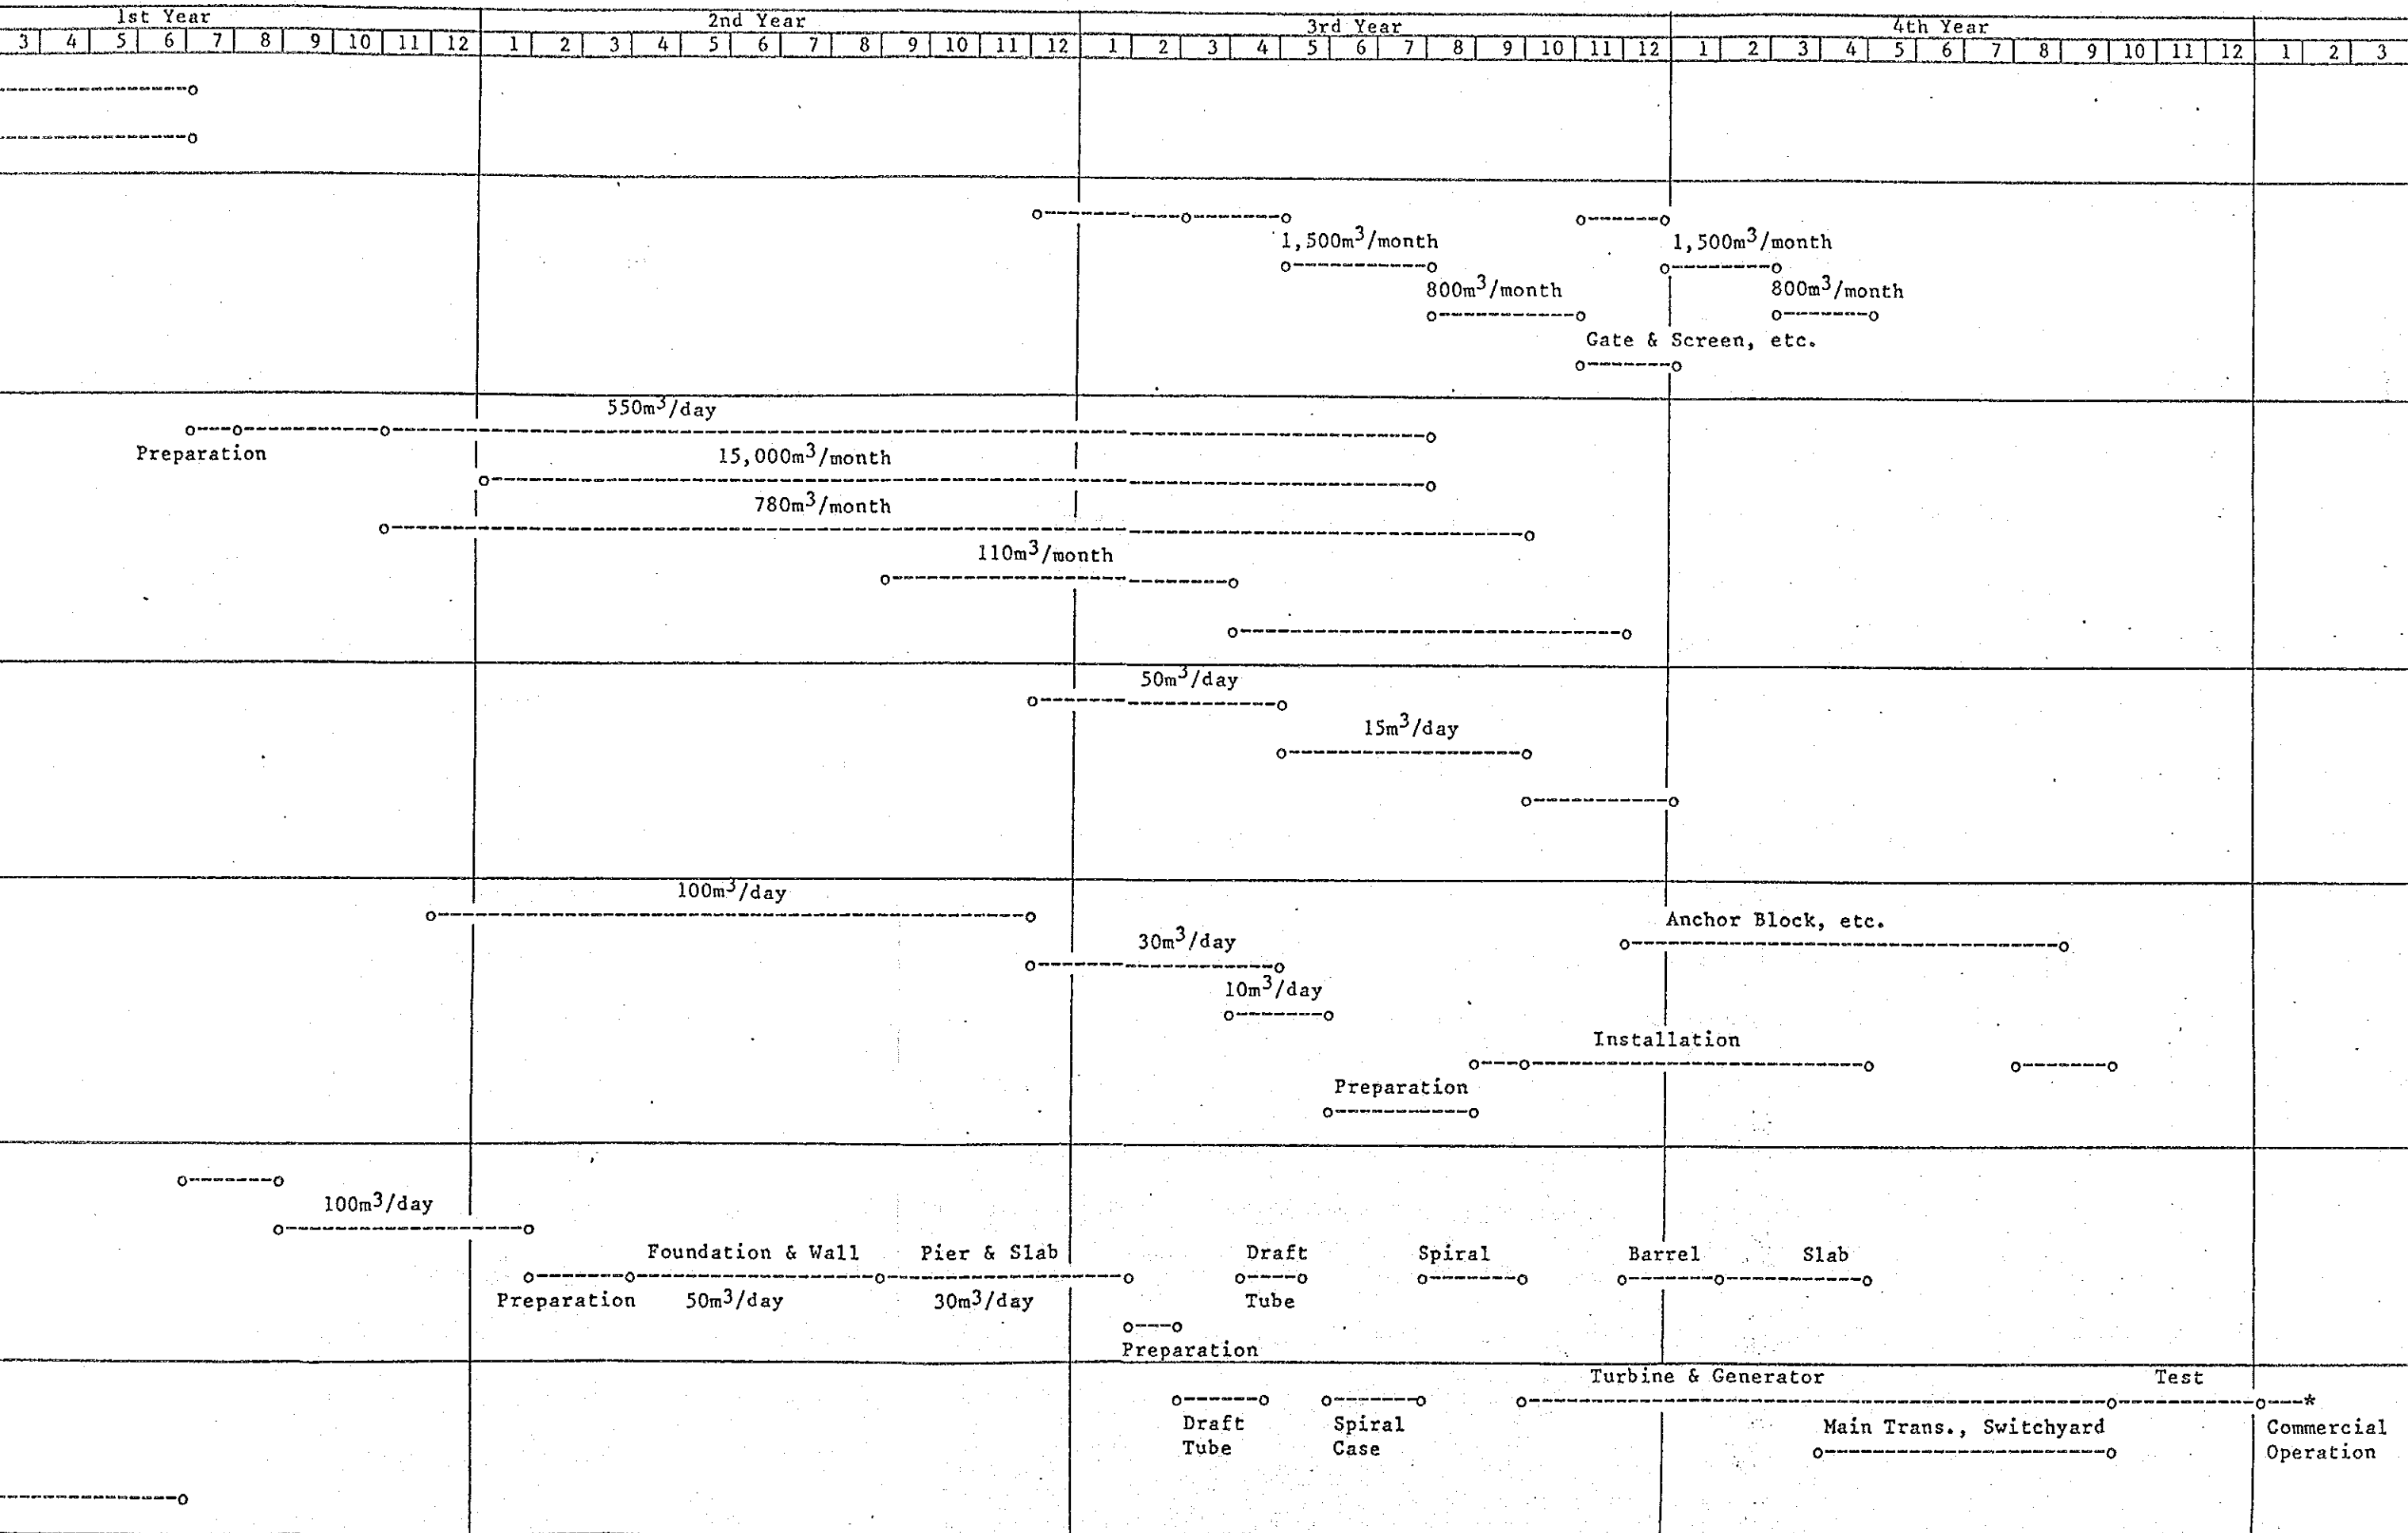 1st Year 2nd Year 3rd Year 4th Year
3 4 5 6 7 8 9 10 11 12 1 2 3 4 5 6 7 8 9 10 11 12 1 2 3 4 5 6 7 8 9 10 11 12 1 2 3 4 5 6 7 8 9 10 11 12 1 2 3
1,500m³/month 1,500m³/month
800m³/month 800m³/month
Gate & Screen, etc.
550m³/day
Preparation
15,000m³/month
780m³/month
110m³/month
50m³/day
15m³/day
100m³/day
Anchor Block, etc.
30m³/day
10m³/day
Installation
Preparation
100m³/day
Foundation & Wall Pier & Slab Draft Spiral Barrel Slab
Preparation 50m³/day 30m³/day Tube
Preparation
Turbine & Generator Test
Draft Spiral Main Trans., Switchyard Commercial
Tube Case Operation